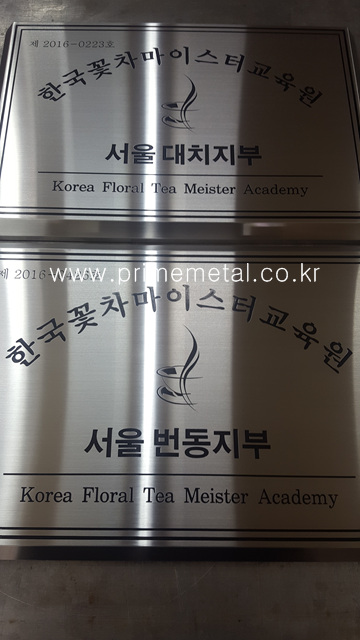 제 2016-0223호
한국꽃차마이스터교육원
서울 대치지부
Korea Floral Tea Meister Academy
www.primemetal.co.kr
한국꽃차마이스터교육원
서울 번동지부
Korea Floral Tea Meister Academy